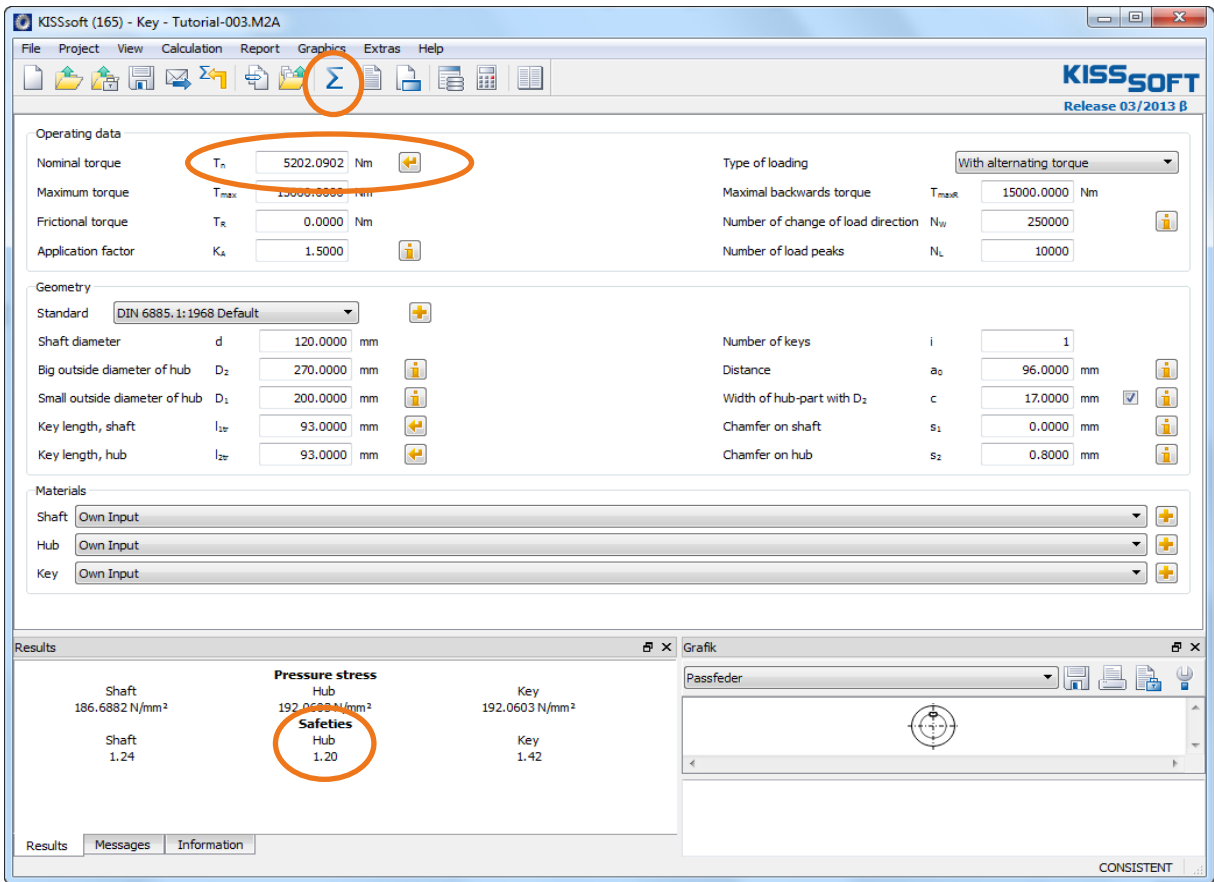 KISSsoft (165) - Key - Tutorial-003.M2A
File Project View Calculation Report Graphics Extras Help
KISSsoft
Release 03/2013 β
Operating data
Nominal torque Tn 5202.0902 Nm Type of loading With alternating torque
Maximum torque Tmax 15000.0000 Nm Maximal backwards torque TmaxR 15000.0000 Nm
Frictional torque TR 0.0000 Nm Number of change of load direction NW 250000
Application factor KA 1.5000 Number of load peaks NL 10000
Geometry
Standard DIN 6885.1:1968 Default
Shaft diameter d 120.0000 mm Number of keys i 1
Big outside diameter of hub D2 270.0000 mm Distance a0 96.0000 mm
Small outside diameter of hub D1 200.0000 mm Width of hub-part with D2 c 17.0000 mm
Key length, shaft l1tr 93.0000 mm Chamfer on shaft s1 0.0000 mm
Key length, hub l2tr 93.0000 mm Chamfer on hub s2 0.8000 mm
Materials
Shaft Own Input
Hub Own Input
Key Own Input
Results Grafik
Pressure stress
Shaft Hub Key
186.6882 N/mm² 192.0603 N/mm² 192.0603 N/mm²
Safeties
Shaft Hub Key
1.24 1.20 1.42
Passfeder
Results Messages Information
CONSISTENT